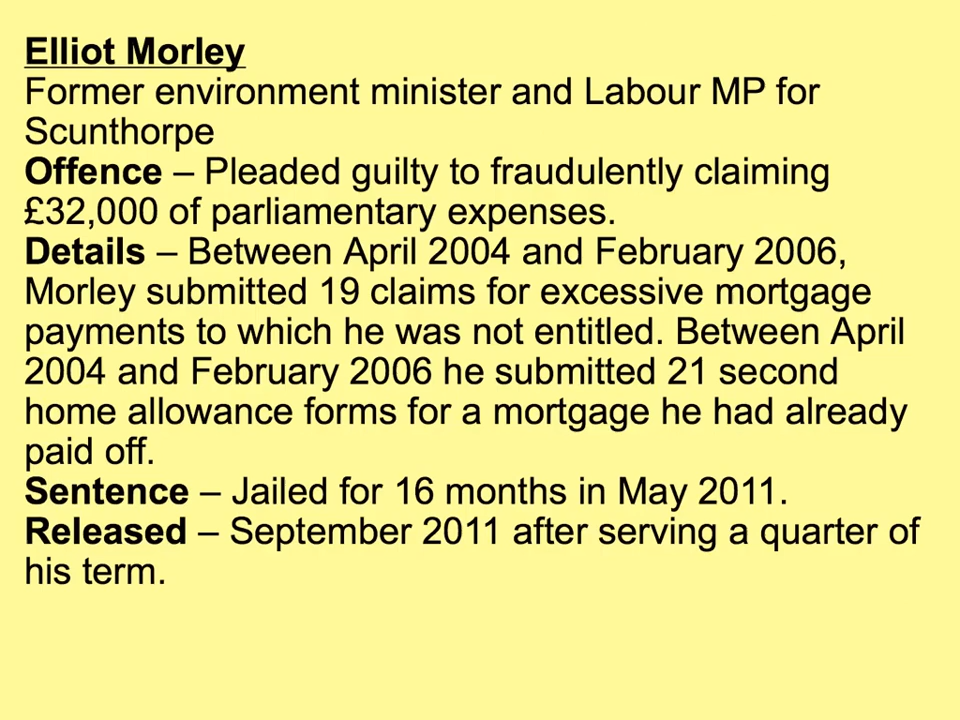 Elliot Morley
Former environment minister and Labour MP for
Scunthorpe
Offence – Pleaded guilty to fraudulently claiming
£32,000 of parliamentary expenses.
Details – Between April 2004 and February 2006,
Morley submitted 19 claims for excessive mortgage
payments to which he was not entitled. Between April
2004 and February 2006 he submitted 21 second
home allowance forms for a mortgage he had already
paid off.
Sentence – Jailed for 16 months in May 2011.
Released – September 2011 after serving a quarter of
his term.